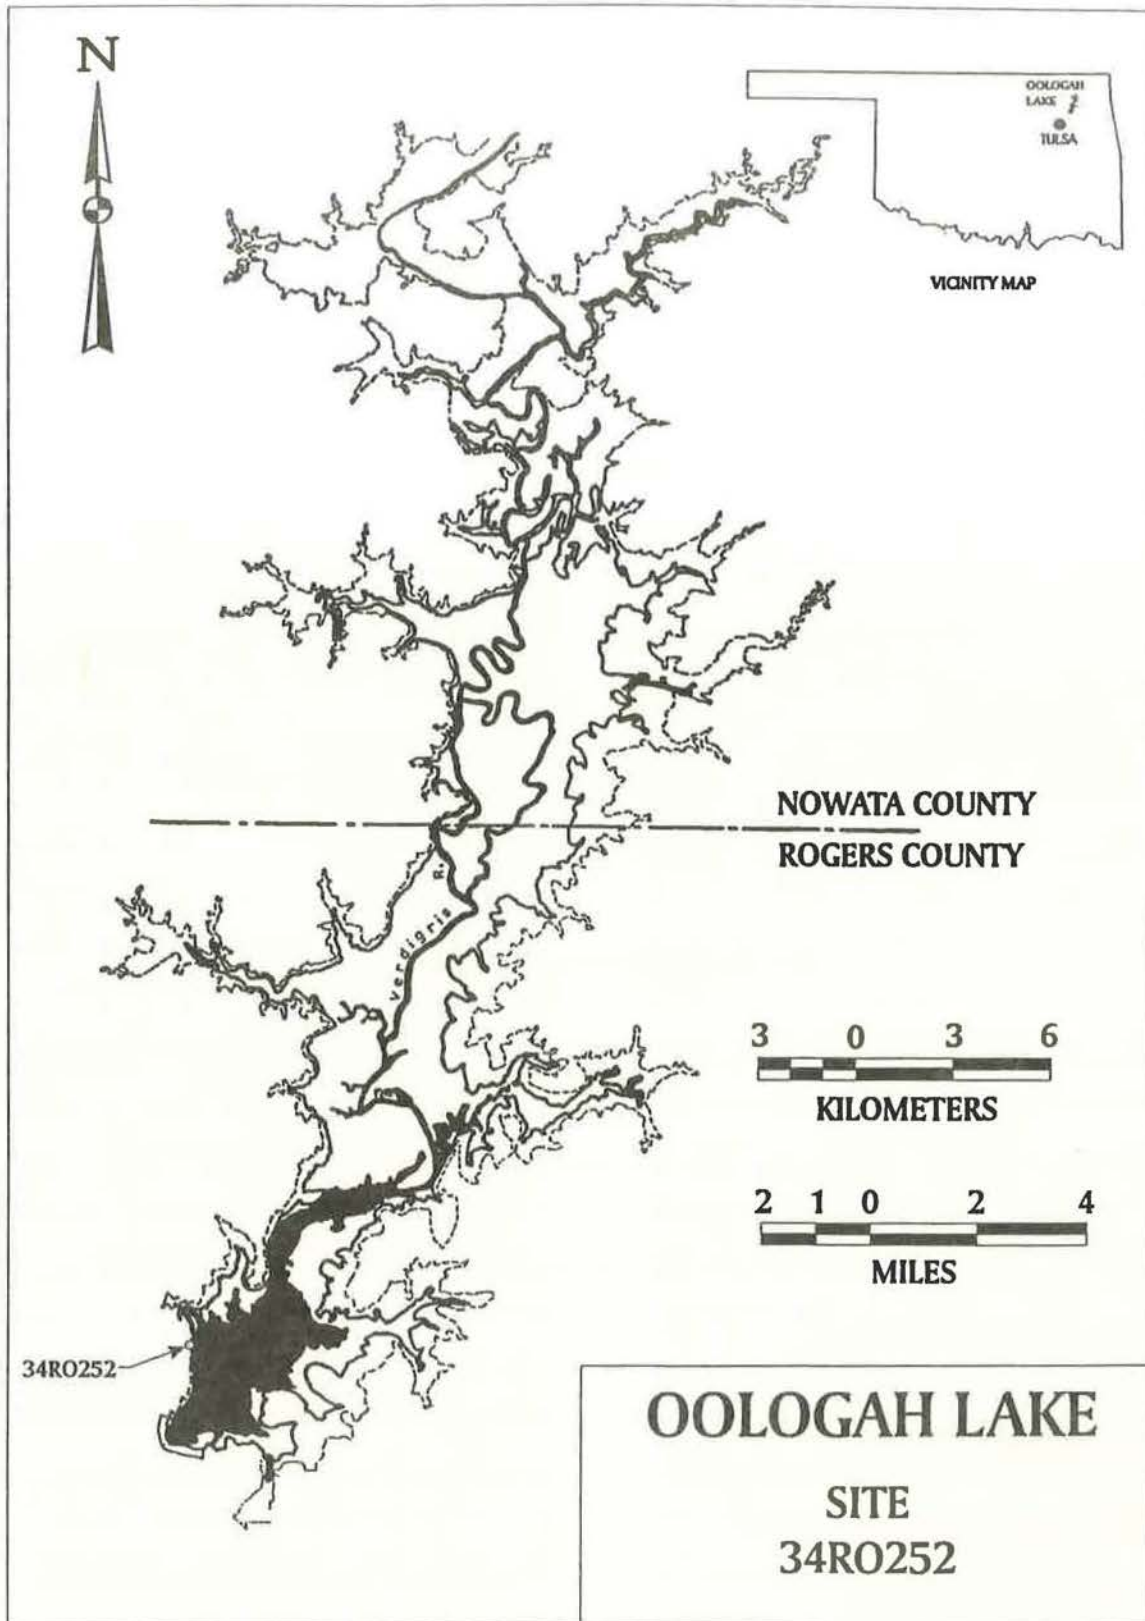 N
OOLOGAH
LAKE
TULSA
VICINITY MAP
NOWATA COUNTY
ROGERS COUNTY
Verdigris R.
3 0 3 6
KILOMETERS
2 1 0 2 4
MILES
34RO252
OOLOGAH LAKE
SITE
34RO252